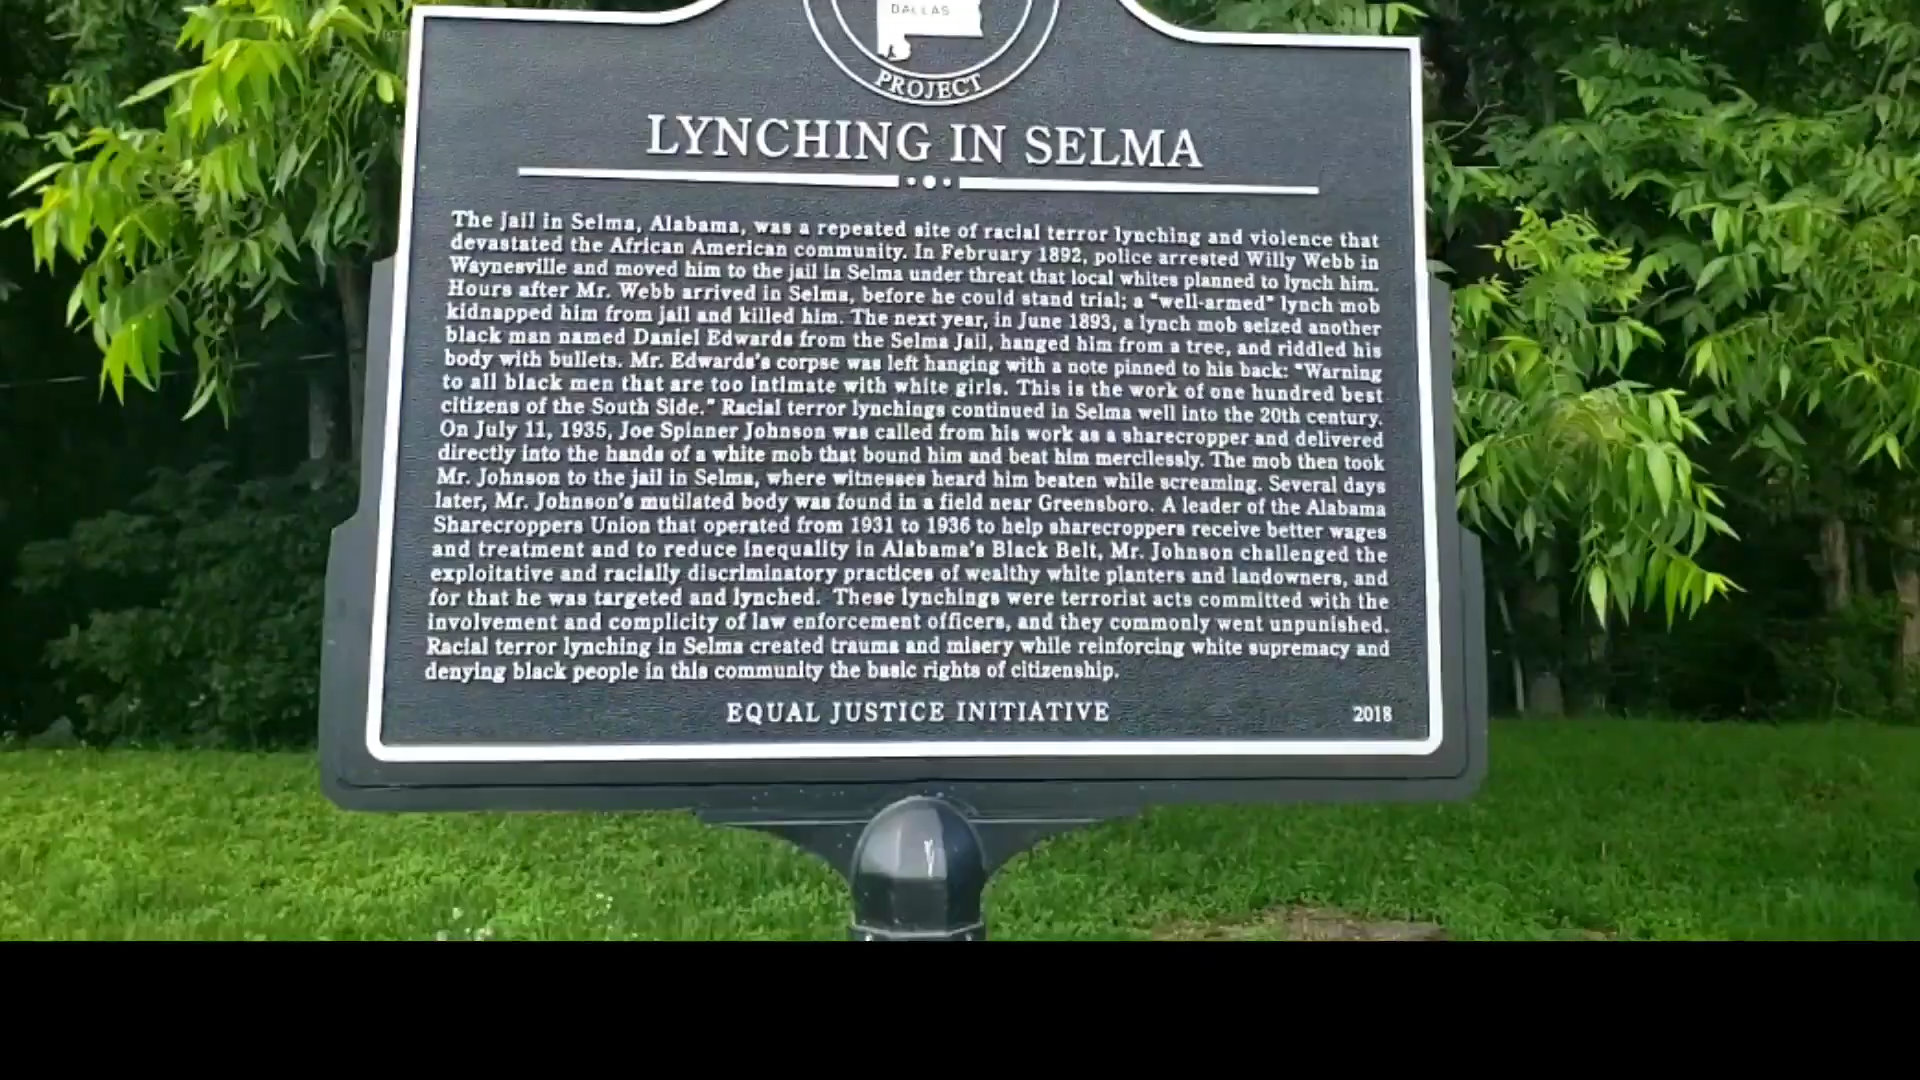 DALLAS
PROJECT
LYNCHING IN SELMA
The Jail in Selma, Alabama, was a repeated site of racial terror lynching and violence that
devastated the African American community. In February 1892, police arrested Willy Webb in
Waynesville and moved him to the jail in Selma under threat that local whites planned to lynch him.
Hours after Mr. Webb arrived in Selma, before he could stand trial; a "well-armed" lynch mob
kidnapped him from jail and killed him. The next year, in June 1893, a lynch mob seized another
black man named Daniel Edwards from the Selma Jail, hanged him from a tree, and riddled his
body with bullets. Mr. Edwards's corpse was left hanging with a note pinned to his back: "Warning
to all black men that are too intimate with white girls. This is the work of one hundred best
citizens of the South Side." Racial terror lynchings continued in Selma well into the 20th century.
On July 11, 1935, Joe Spinner Johnson was called from his work as a sharecropper and delivered
directly into the hands of a white mob that bound him and beat him mercilessly. The mob then took
Mr. Johnson to the jail in Selma, where witnesses heard him beaten while screaming. Several days
later, Mr. Johnson's mutilated body was found in a field near Greensboro. A leader of the Alabama
Sharecroppers Union that operated from 1931 to 1936 to help sharecroppers receive better wages
and treatment and to reduce inequality in Alabama's Black Belt, Mr. Johnson challenged the
exploitative and racially discriminatory practices of wealthy white planters and landowners, and
for that he was targeted and lynched. These lynchings were terrorist acts committed with the
involvement and complicity of law enforcement officers, and they commonly went unpunished.
Racial terror lynching in Selma created trauma and misery while reinforcing white supremacy and
denying black people in this community the basic rights of citizenship.
EQUAL JUSTICE INITIATIVE
2018